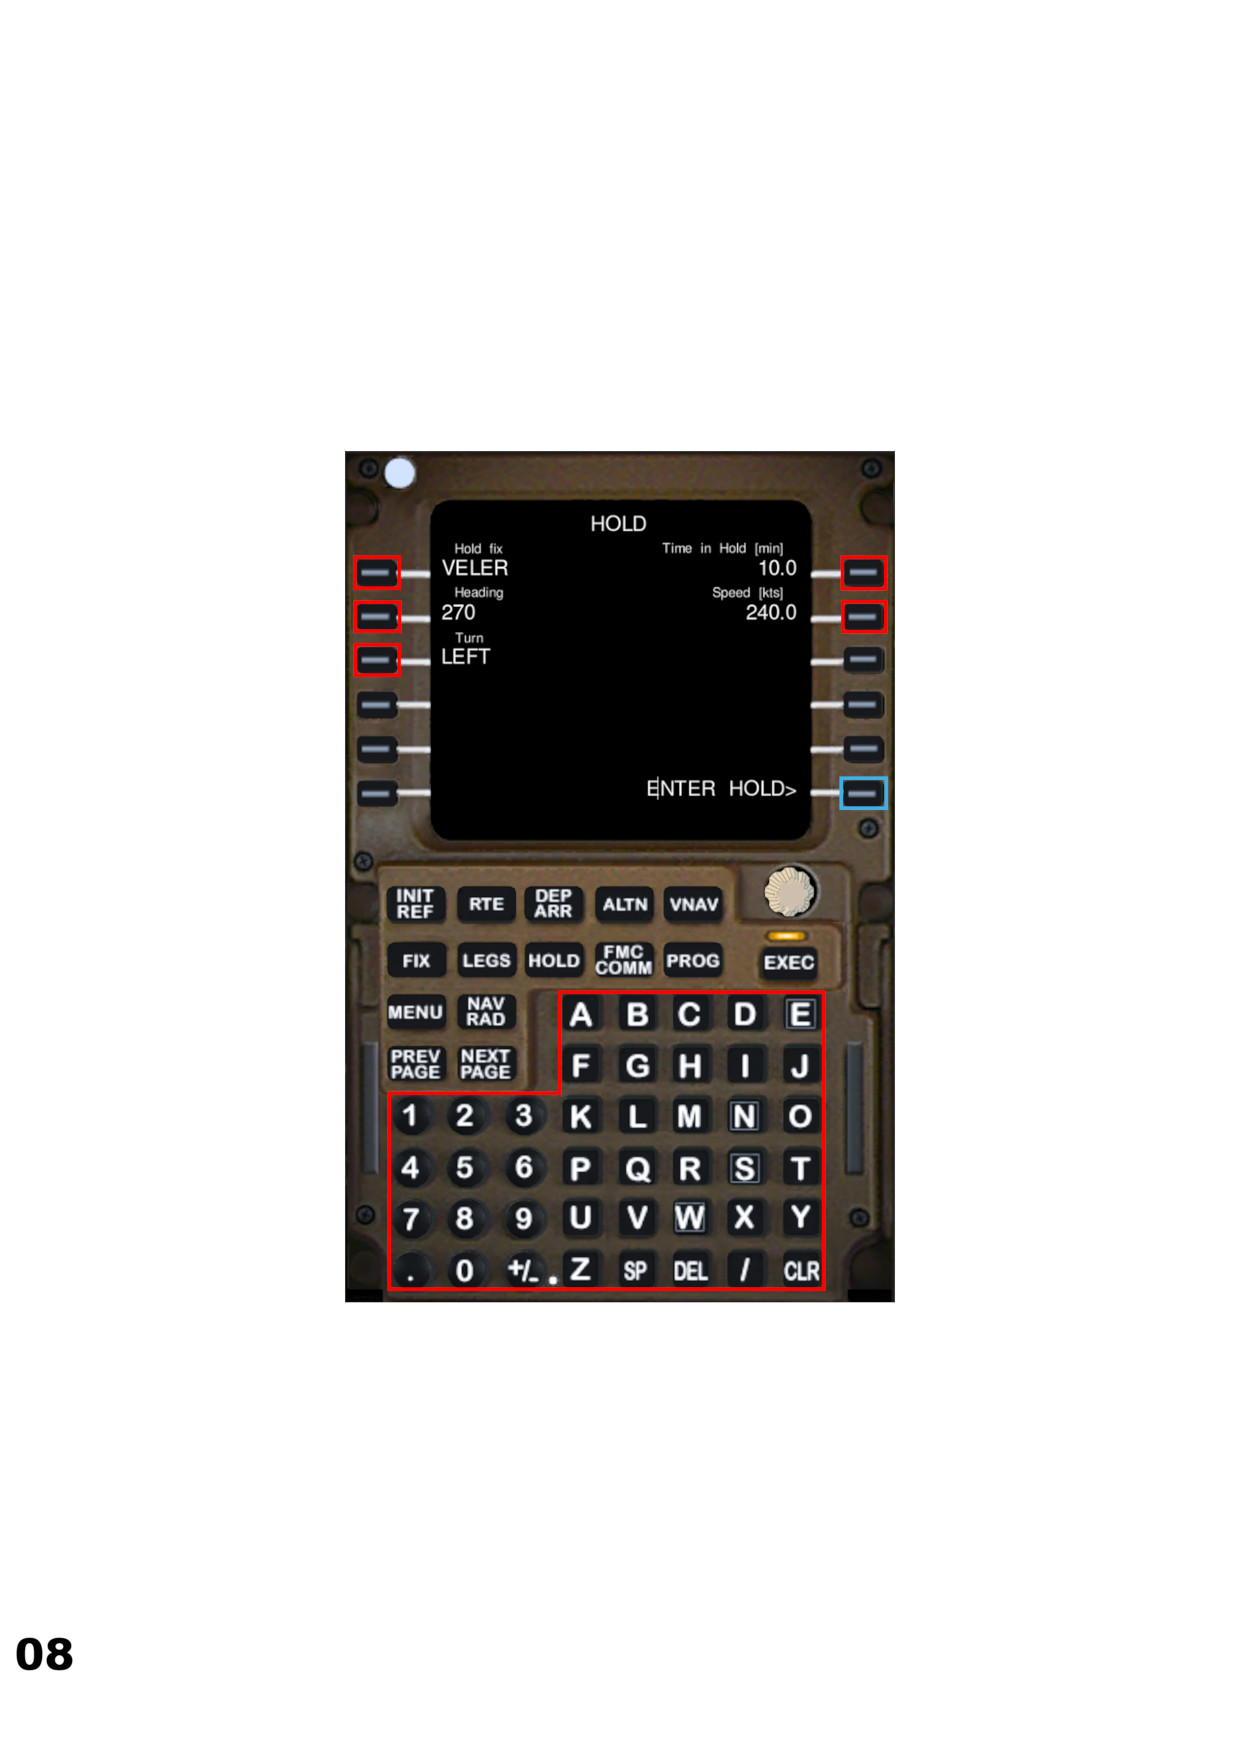 HOLD
Hold fix Time in Hold [min]
VELER 10.0
Heading Speed [kts]
270 240.0
Turn
LEFT
ENTER HOLD>
INIT REF RTE DEP ARR ALTN VNAV
FIX LEGS HOLD FMC COMM PROG EXEC
MENU NAV RAD A B C D E
PREV PAGE NEXT PAGE F G H I J
1 2 3 K L M N O
4 5 6 P Q R S T
7 8 9 U V W X Y
. 0 +/- Z SP DEL / CLR
08